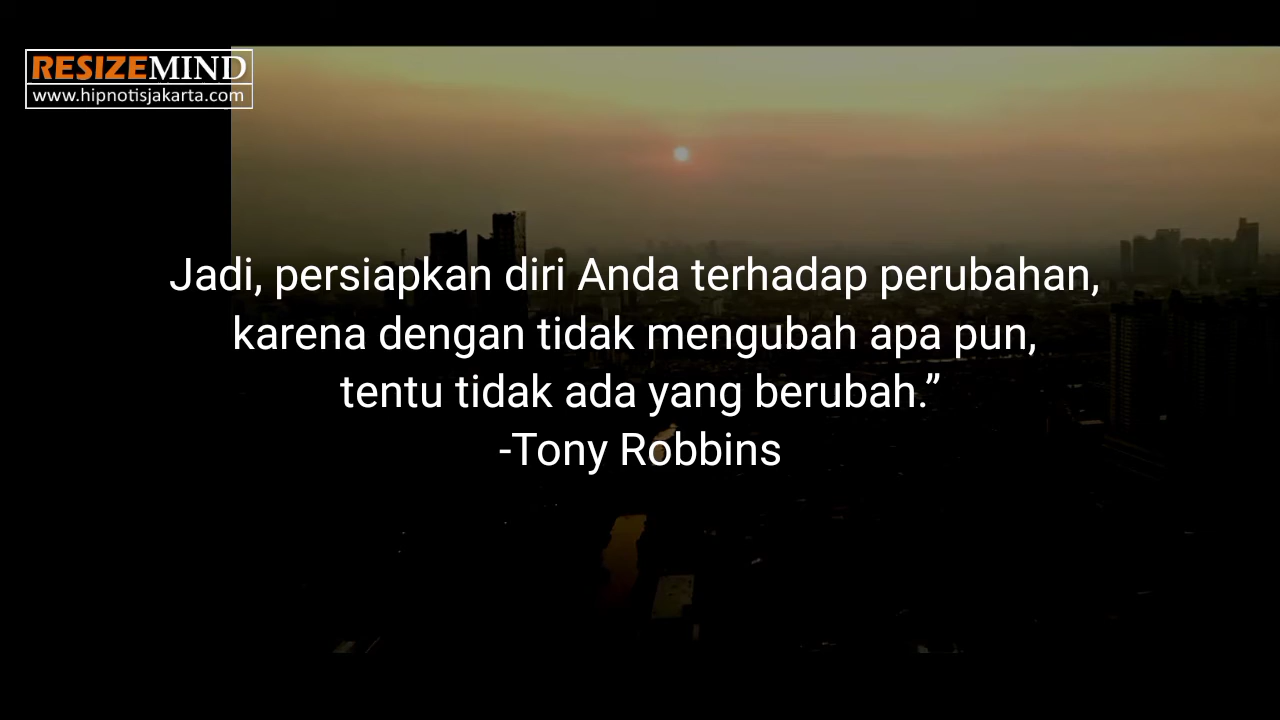 RESIZEMIND
www.hipnotisjakarta.com
Jadi, persiapkan diri Anda terhadap perubahan,
karena dengan tidak mengubah apa pun,
tentu tidak ada yang berubah.”
-Tony Robbins